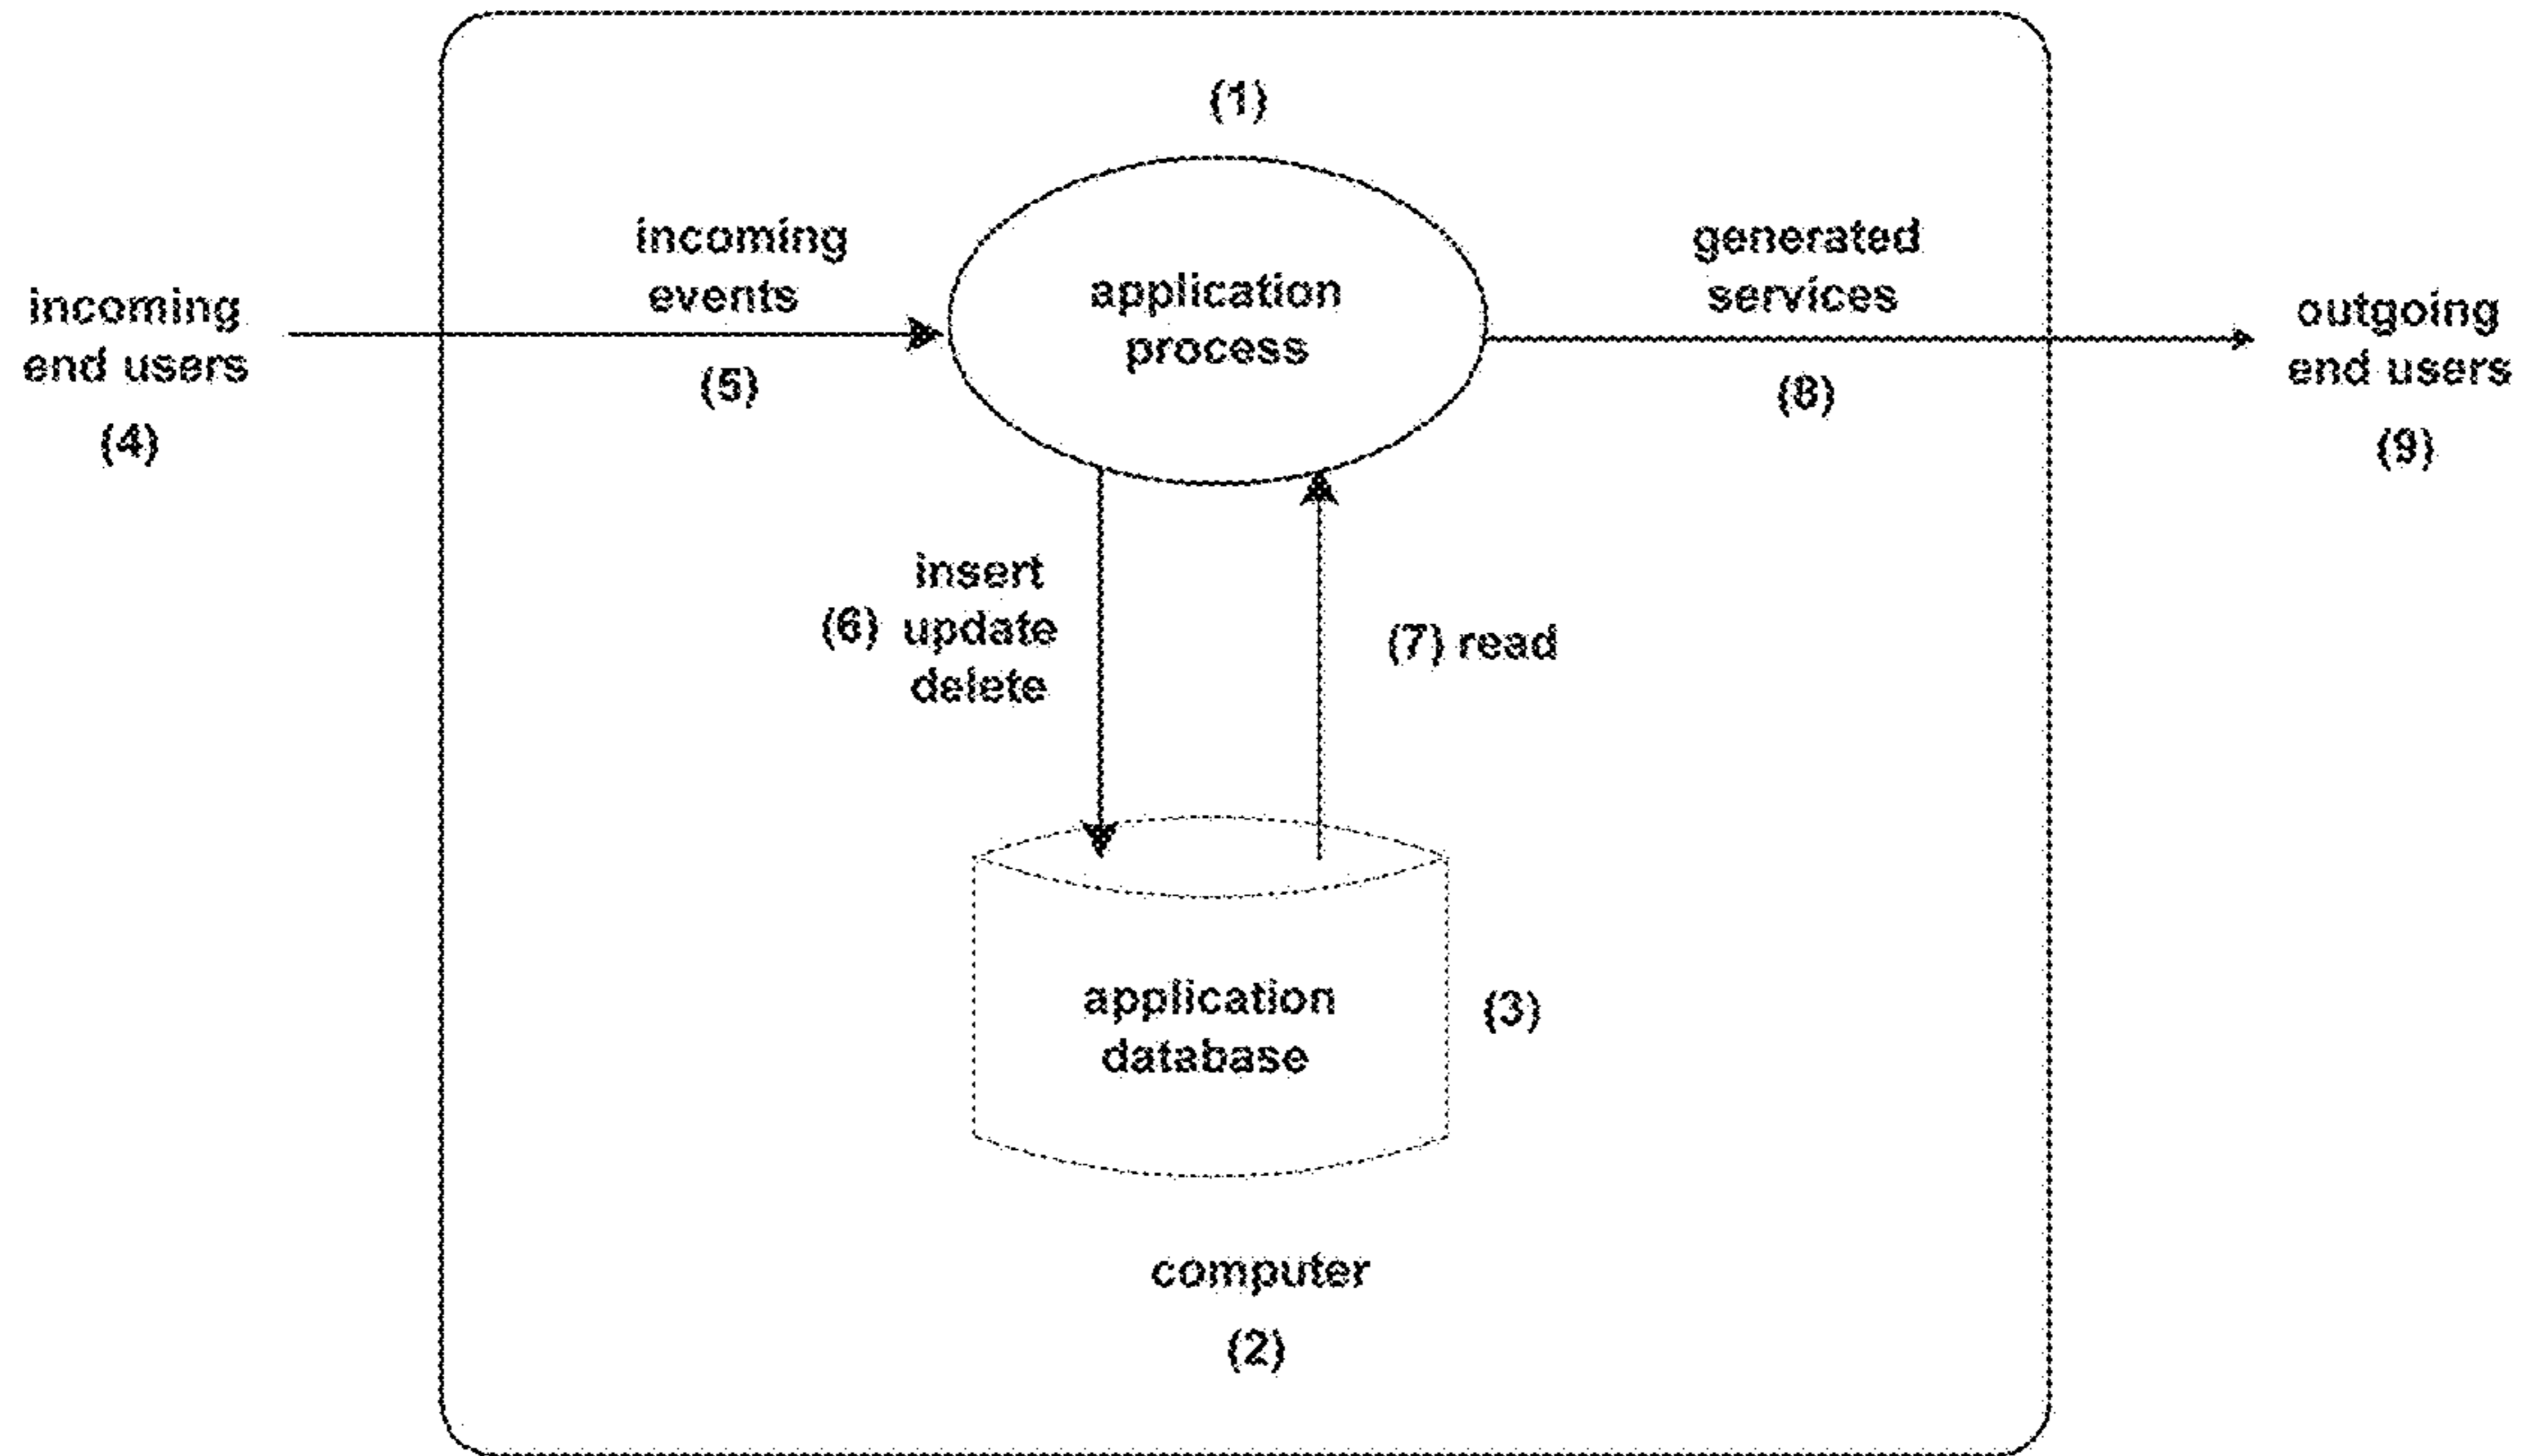 (1)
incoming
events
(5)
incoming
end users
(4)
application
process
generated
services
(8)
outgoing
end users
(9)
insert
(6) update
delete
(7) read
application
database
(3)
computer
(2)